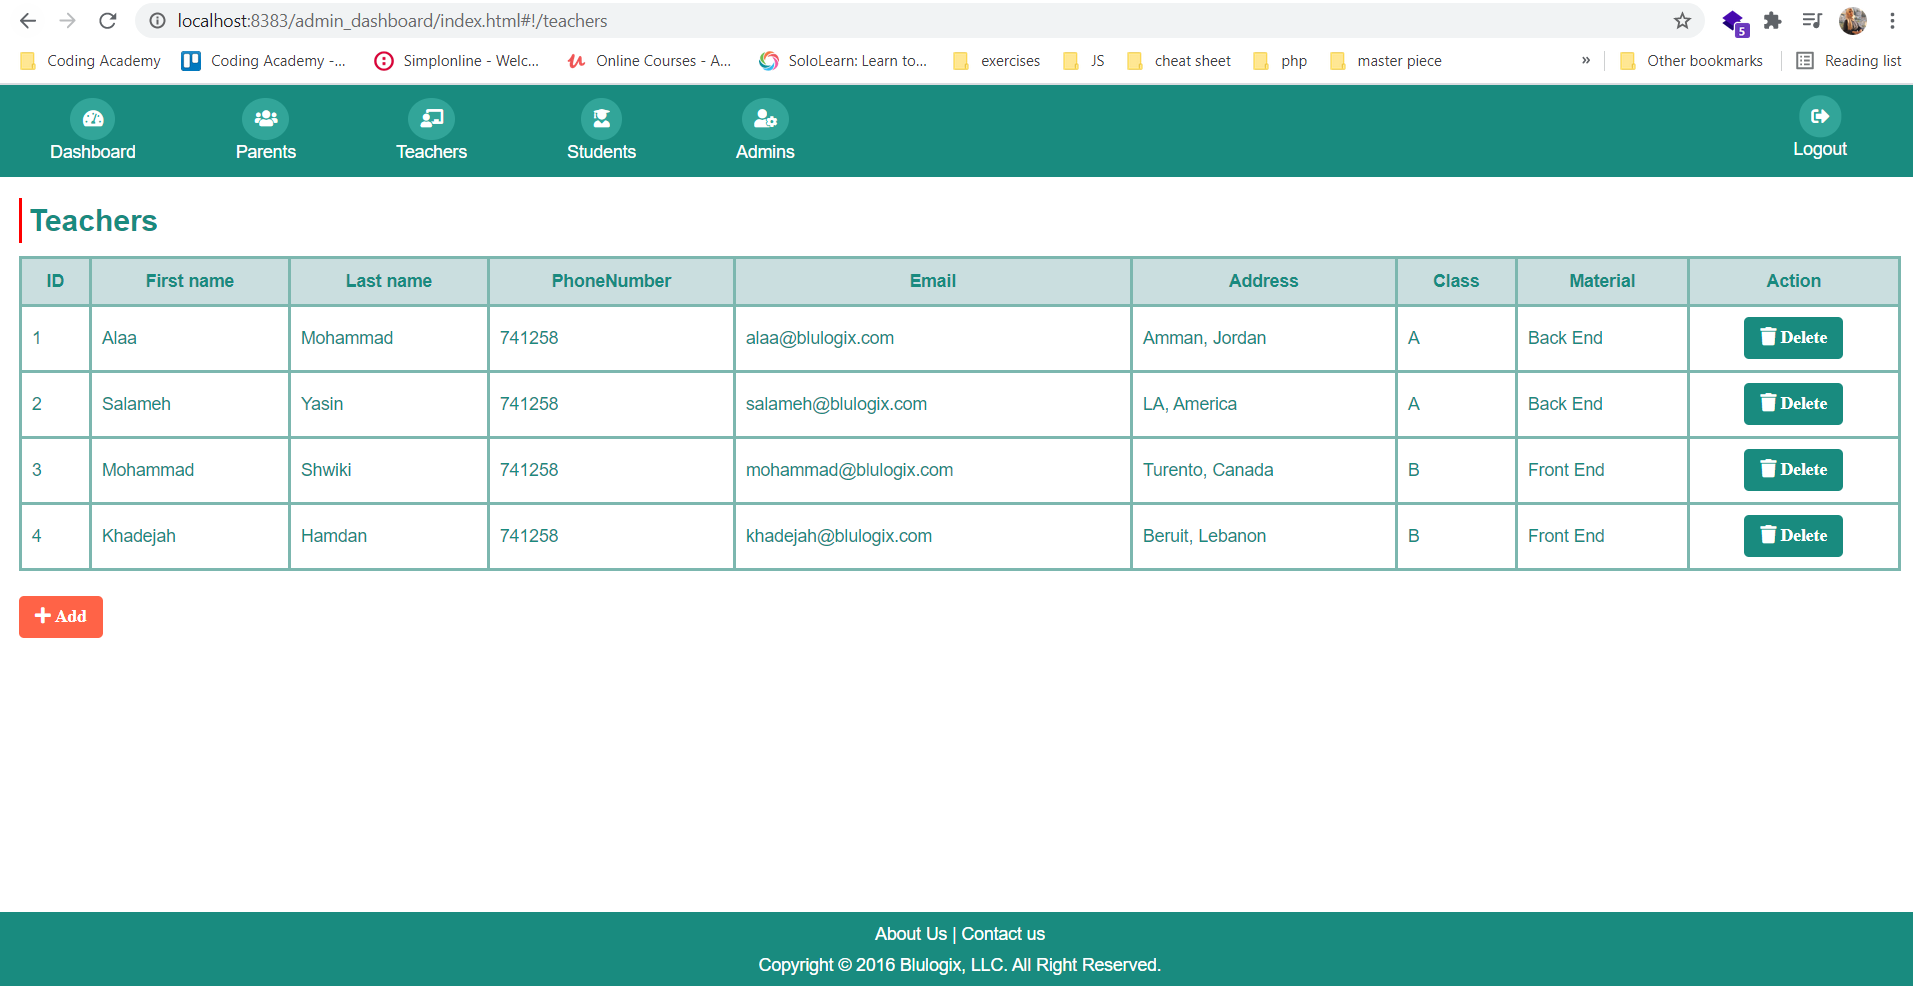 localhost:8383/admin_dashboard/index.html#!/teachers
5
Coding Academy Coding Academy -... Simplonline - Welc... Online Courses - A... SoloLearn: Learn to... exercises JS cheat sheet php master piece » Other bookmarks Reading list
Dashboard Parents Teachers Students Admins Logout
Teachers
ID First name Last name PhoneNumber Email Address Class Material Action
1 Alaa Mohammad 741258 alaa@blulogix.com Amman, Jordan A Back End Delete
2 Salameh Yasin 741258 salameh@blulogix.com LA, America A Back End Delete
3 Mohammad Shwiki 741258 mohammad@blulogix.com Turento, Canada B Front End Delete
4 Khadejah Hamdan 741258 khadejah@blulogix.com Beruit, Lebanon B Front End Delete
Add
About Us | Contact us
Copyright © 2016 Blulogix, LLC. All Right Reserved.